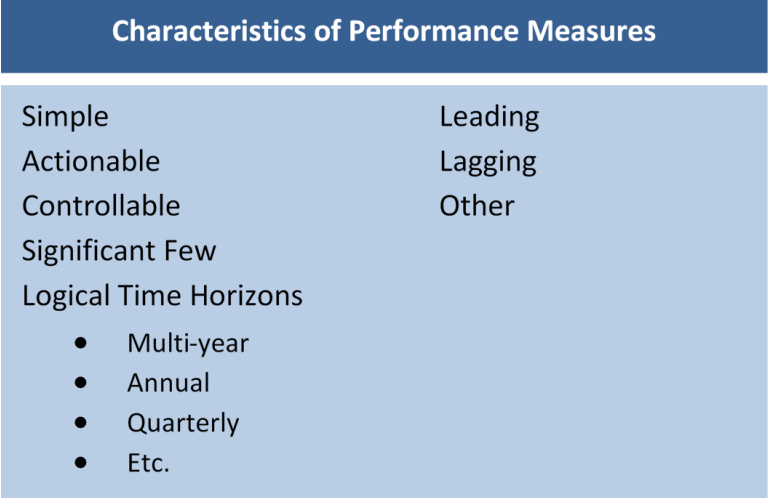 Characteristics of Performance Measures
Simple
Actionable
Controllable
Significant Few
Logical Time Horizons
• Multi-year
• Annual
• Quarterly
• Etc.
Leading
Lagging
Other